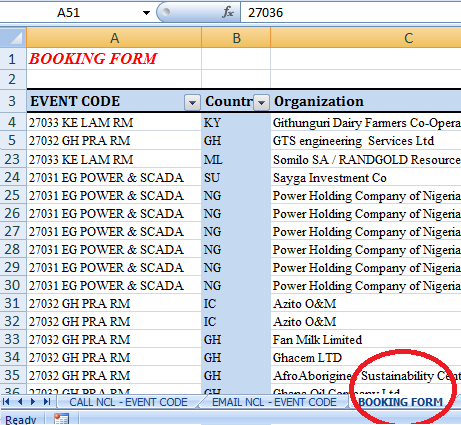 A51 fx 27036
A B C
1 BOOKING FORM
2
3 EVENT CODE Countr Organization
4 27033 KE LAM RM KY Githunguri Dairy Farmers Co-Opera
5 27032 GH PRA RM GH GTS engineering Services Ltd
23 27033 KE LAM RM ML Somilo SA / RANDGOLD Resource
24 27031 EG POWER & SCADA SU Sayga Investment Co
25 27031 EG POWER & SCADA NG Power Holding Company of Nigeria
26 27031 EG POWER & SCADA NG Power Holding Company of Nigeria
27 27031 EG POWER & SCADA NG Power Holding Company of Nigeria
28 27031 EG POWER & SCADA NG Power Holding Company of Nigeria
29 27031 EG POWER & SCADA NG Power Holding Company of Nigeria
30 27031 EG POWER & SCADA NG Power Holding Company of Nigeria
31 27032 GH PRA RM IC Azito O&M
32 27032 GH PRA RM IC Azito O&M
33 27032 GH PRA RM GH Fan Milk Limited
34 27032 GH PRA RM GH Ghacem LTD
35 27032 GH PRA RM GH AfroAborigine Sustainability Cent
36 27032 GH PRA RM GH Ghana Oil Company Ltd
CALL NCL - EVENT CODE EMAIL NCL - EVENT CODE BOOKING FORM
Ready